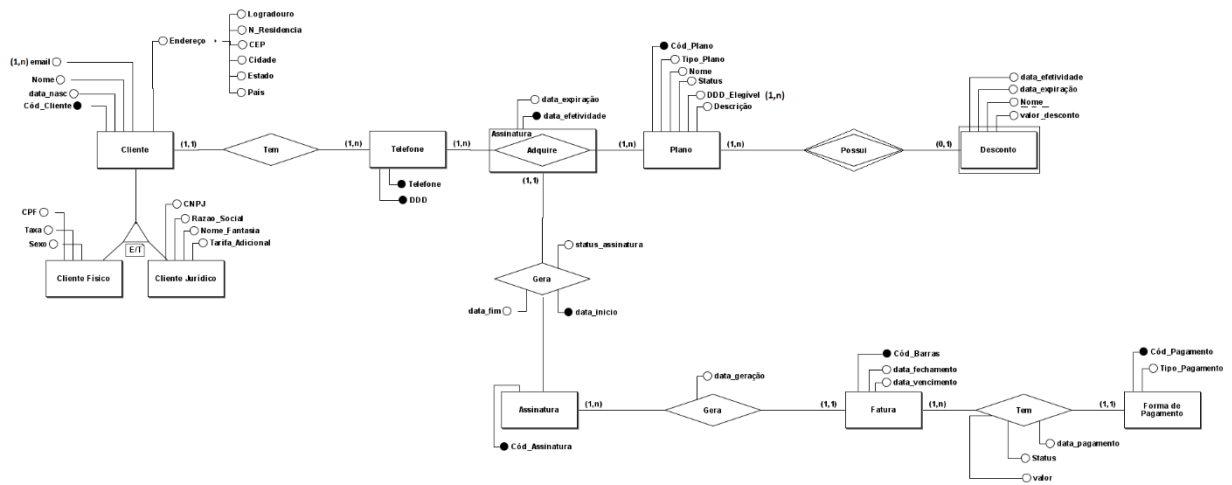 Logradouro
N_Residencia
CEP
Cidade
Estado
País
Endereço
(1,n) email
Nome
data_nasc
Cód_Cliente
Cliente
(1,1)
Tem
(1,n)
Telefone
(1,n)
Telefone
DDD
data_expiração
data_efetividade
Assinatura
Adquire
(1,1)
(1,n)
Cód_Plano
Tipo_Plano
Nome
Status
DDD_Elegível (1,n)
Descrição
Plano
(1,n)
Possui
(0,1)
data_efetividade
data_expiração
Nome
valor_desconto
Desconto
CPF
Taxa
Sexo
E/T
CNPJ
Razao_Social
Nome_Fantasia
Tarifa_Adicional
Cliente Físico
Cliente Jurídico
status_assinatura
Gera
data_fim
data_inicio
Assinatura
(1,n)
Cód_Assinatura
data_geração
Gera
(1,1)
Cód_Barras
data_fechamento
data_vencimento
Fatura
(1,n)
Tem
(1,1)
data_pagamento
Status
valor
Cód_Pagamento
Tipo_Pagamento
Forma de
Pagamento